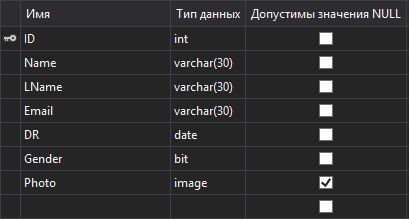 Имя Тип данных Допустимы значения NULL
ID int
Name varchar(30)
LName varchar(30)
Email varchar(30)
DR date
Gender bit
Photo image